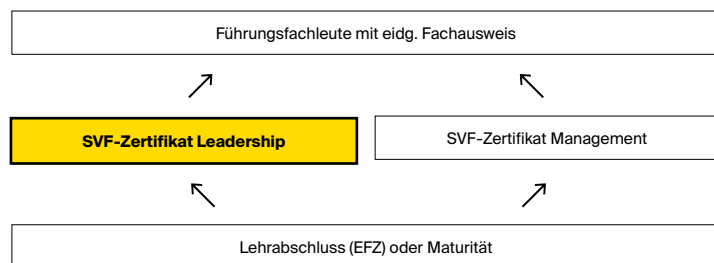 Führungsfachleute mit eidg. Fachausweis
SVF-Zertifikat Leadership
SVF-Zertifikat Management
Lehrabschluss (EFZ) oder Maturität